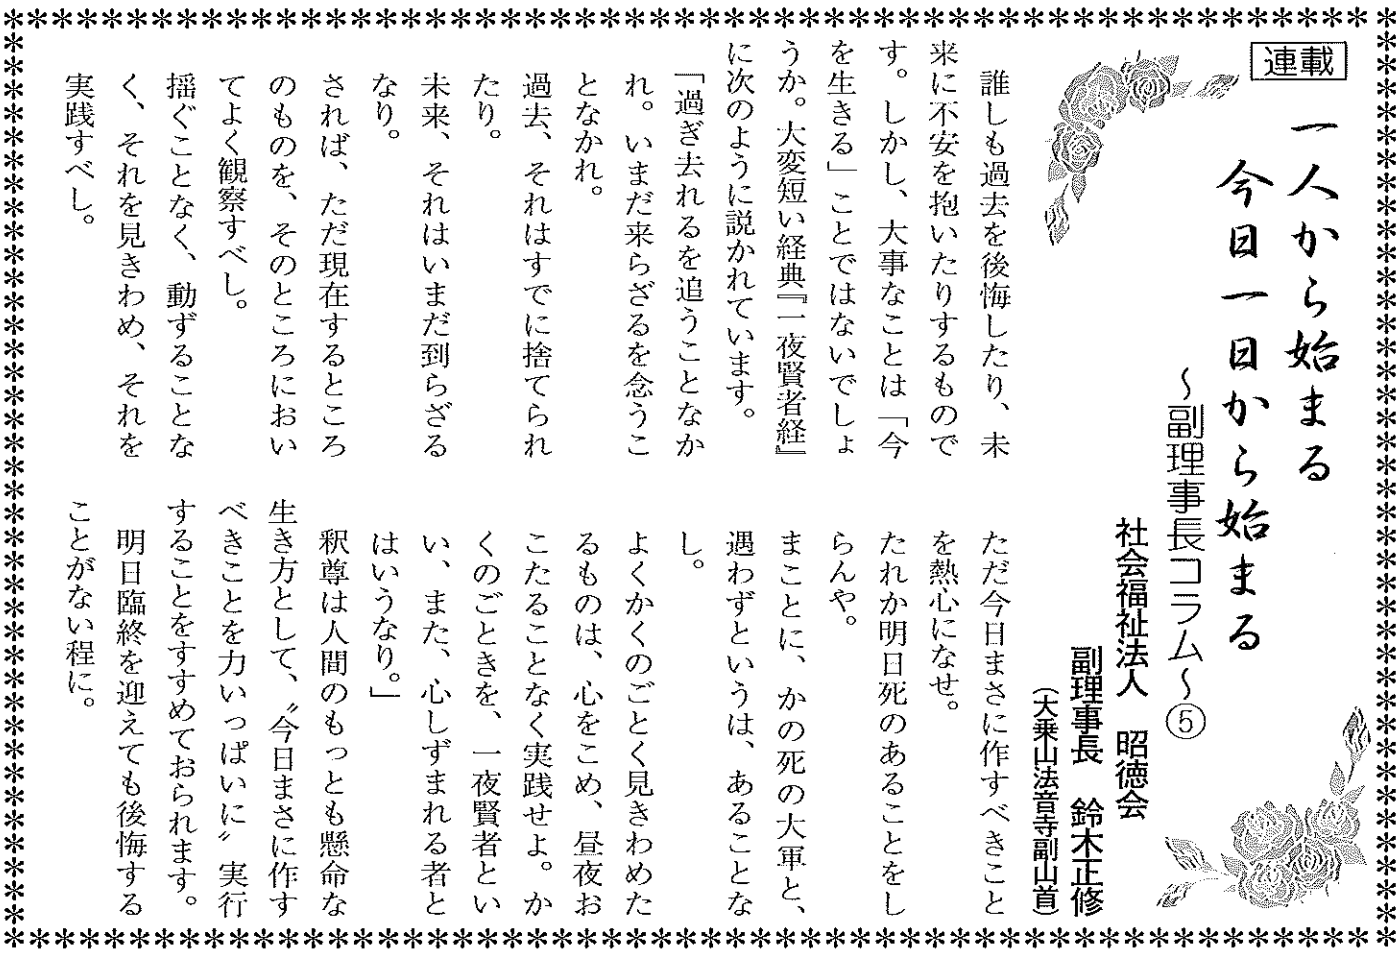 連載
一人から始まる
今日一日から始まる
～副理事長コラム～⑤
社会福祉法人　昭徳会
副理事長　鈴木正修
（大乗山法音寺副山首）
誰しも過去を後悔したり、未
来に不安を抱いたりするもので
す。しかし、大事なことは「今
を生きる」ことではないでしょ
うか。大変短い経典『一夜賢者経』
に次のように説かれています。
「過ぎ去れるを追うことなか
れ。いまだ来らざるを念うこ
となかれ。
過去、それはすでに捨てられ
たり。
未来、それはいまだ到らざる
なり。
されば、ただ現在するところ
のものを、そのところにおい
てよく観察すべし。
揺ぐことなく、動ずることな
く、それを見きわめ、それを
実践すべし。
ただ今日まさに作すべきこと
を熱心になせ。
たれか明日死のあることをし
らんや。
まことに、かの死の大軍と、
遇わずというは、あることな
し。
よくかくのごとく見きわめた
るものは、心をこめ、昼夜お
こたることなく実践せよ。か
くのごときを、一夜賢者とい
い、また、心しずまれる者と
はいうなり。」
釈尊は人間のもっとも懸命な
生き方として、〝今日まさに作す
べきことを力いっぱいに〟実行
することをすすめておられます。
明日臨終を迎えても後悔する
ことがない程に。